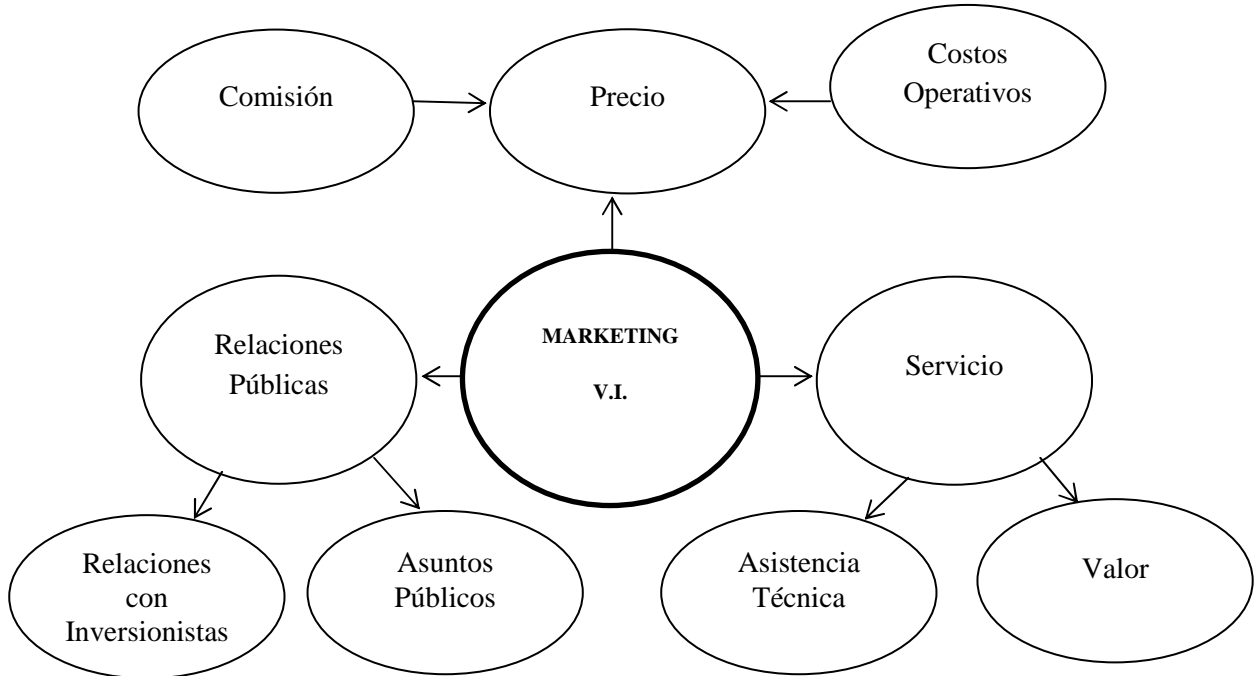 Comisión
Precio
Costos
Operativos
Relaciones
Públicas
MARKETING
V.I.
Servicio
Relaciones
con
Inversionistas
Asuntos
Públicos
Asistencia
Técnica
Valor